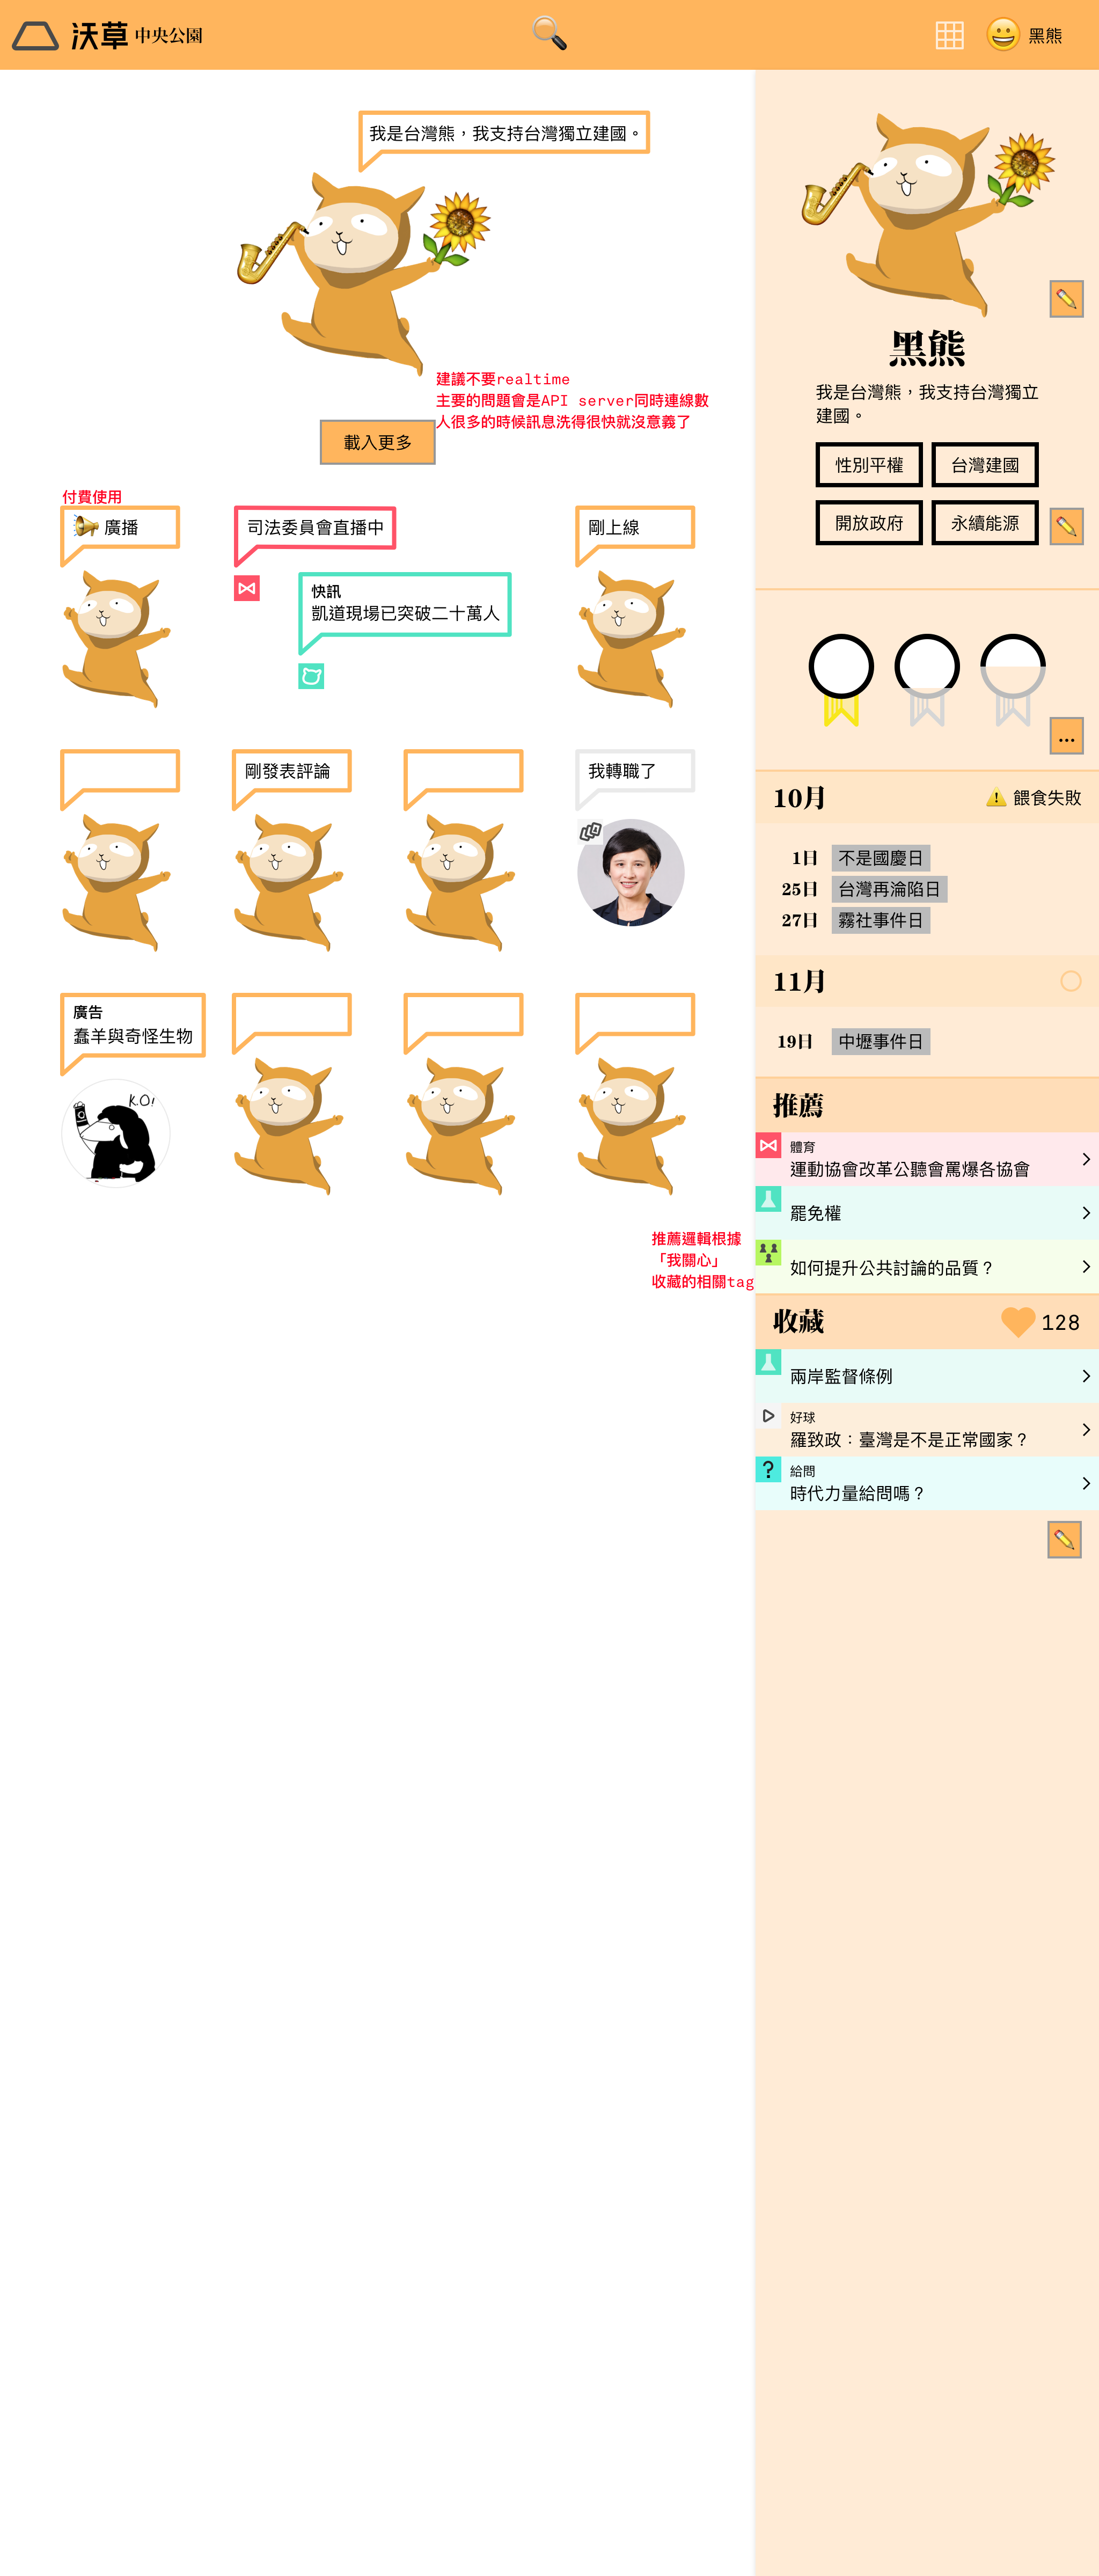 沃草 中央公園
黑熊
我是台灣熊，我支持台灣獨立建國。
建議不要realtime
主要的問題會是API server同時連線數
人很多的時候訊息洗得很快就沒意義了
載入更多
付費使用
廣播
司法委員會直播中
快訊
凱道現場已突破二十萬人
剛上線
剛發表評論
我轉職了
廣告
蠢羊與奇怪生物
K.O!
推薦邏輯根據
「我關心」
收藏的相關tag
黑熊
我是台灣熊，我支持台灣獨立
建國。
性別平權
台灣建國
開放政府
永續能源
...
10月
餵食失敗
1日 不是國慶日
25日 台灣再淪陷日
27日 霧社事件日
11月
19日 中壢事件日
推薦
體育
運動協會改革公聽會罵爆各協會
罷免權
如何提升公共討論的品質？
收藏
128
兩岸監督條例
好球
羅致政：臺灣是不是正常國家？
?
給問
時代力量給問嗎？